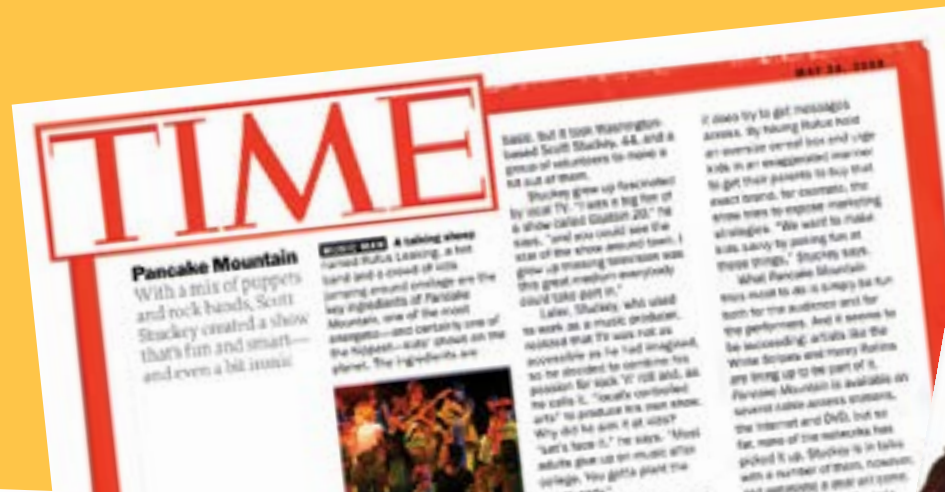 TIME
MAY 24, 2008
Pancake Mountain
With a mix of puppets
and rock bands, Scott
Stuckey created a show
that's fun and smart—
and even a bit ironic
MUSIC MAN A talking sheep
named Rufus Leaking, a hot
band and a crowd of kids
jumping around onstage are the
key ingredients of Pancake
Mountain, one of the most
energetic—and certainly one of
the hippest—kids' shows on the
planet. The ingredients are
basic. But it took Washington-
based Scott Stuckey, 44, and a
group of volunteers to make a
hit out of them.
Stuckey grew up fascinated
by local TV. "I was a big fan of
a show called Station 20," he
says, "and you could see the
star of the show around town. I
grew up missing television was
this great medium everybody
could take part in."
Later, Stuckey, who used
to work as a music producer,
realized that TV was not as
accessible as he had imagined,
so he decided to combine his
passion for rock 'n' roll and, as
he calls it, "locally controlled
arts" to produce his own show.
Why did he aim it at kids?
"Let's face it," he says. "Most
adults give up on music after
college. You gotta plant the
it does try to get messages
across. By having Rufus hold
an oversize cereal box and urge
kids in an exaggerated manner
to get their parents to buy that
exact brand, for example, the
show tries to expose marketing
strategies. "We want to make
kids savvy by poking fun at
those things," Stuckey says.
What Pancake Mountain
tries most to do is simply be fun
both for the audience and for
the performers. And it seems to
be succeeding: artists like the
White Stripes and Henry Rollins
are lining up to be part of it.
Pancake Mountain is available on
several cable-access stations,
the Internet and DVD, but so
far, none of the networks has
picked it up. Stuckey is in talks
with a number of them, however,